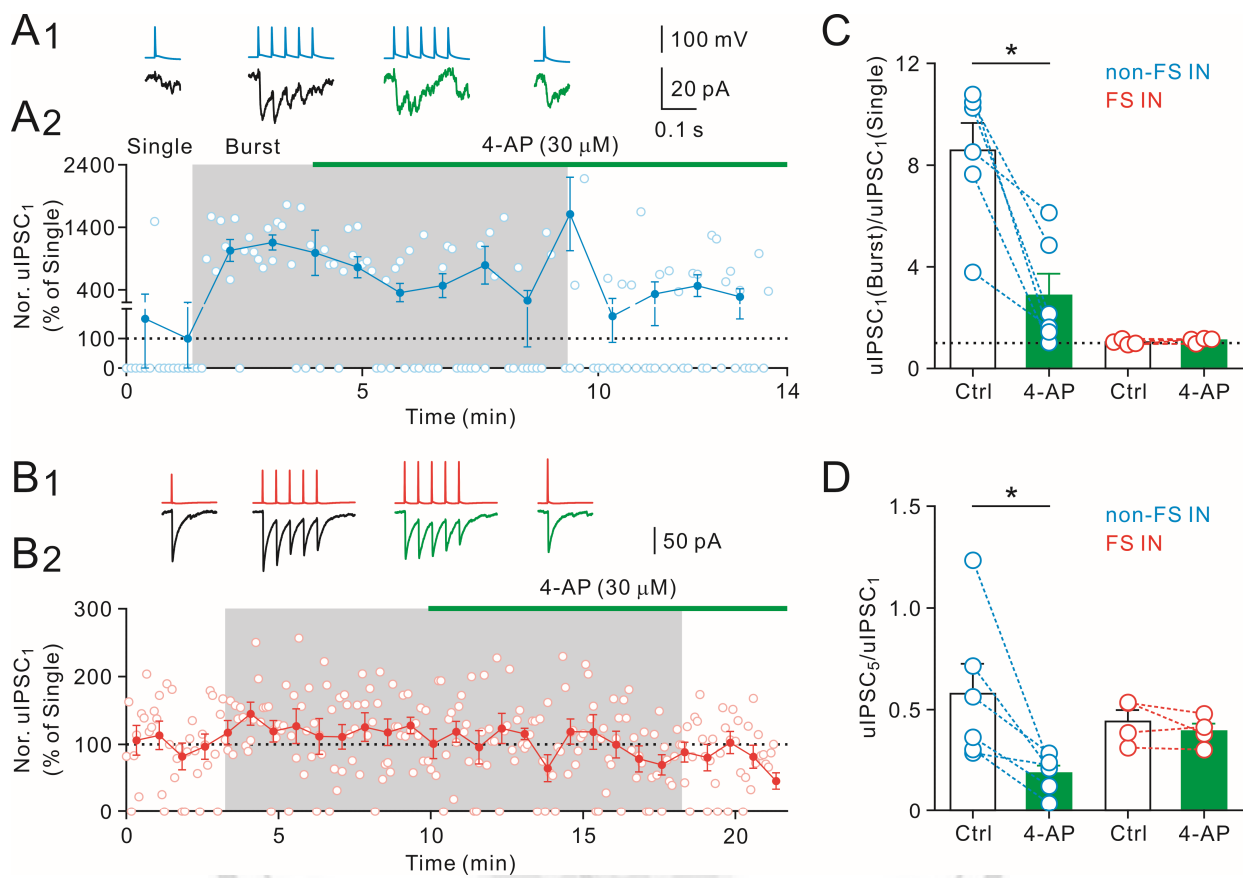 A1
100 mV
20 pA
0.1 s
A2
Single
Burst
4-AP (30 μM)
Nor. uIPSC1
(% of Single)
2400
1400
400
100
0
0
5
10
14
Time (min)
B1
50 pA
B2
4-AP (30 μM)
Nor. uIPSC1
(% of Single)
300
200
100
0
0
5
10
15
20
Time (min)
C
*
non-FS IN
FS IN
uIPSC1(Burst)/uIPSC1(Single)
12
8
4
0
Ctrl
4-AP
Ctrl
4-AP
D
*
non-FS IN
FS IN
uIPSC5/uIPSC1
1.5
1.0
0.5
0
Ctrl
4-AP
Ctrl
4-AP